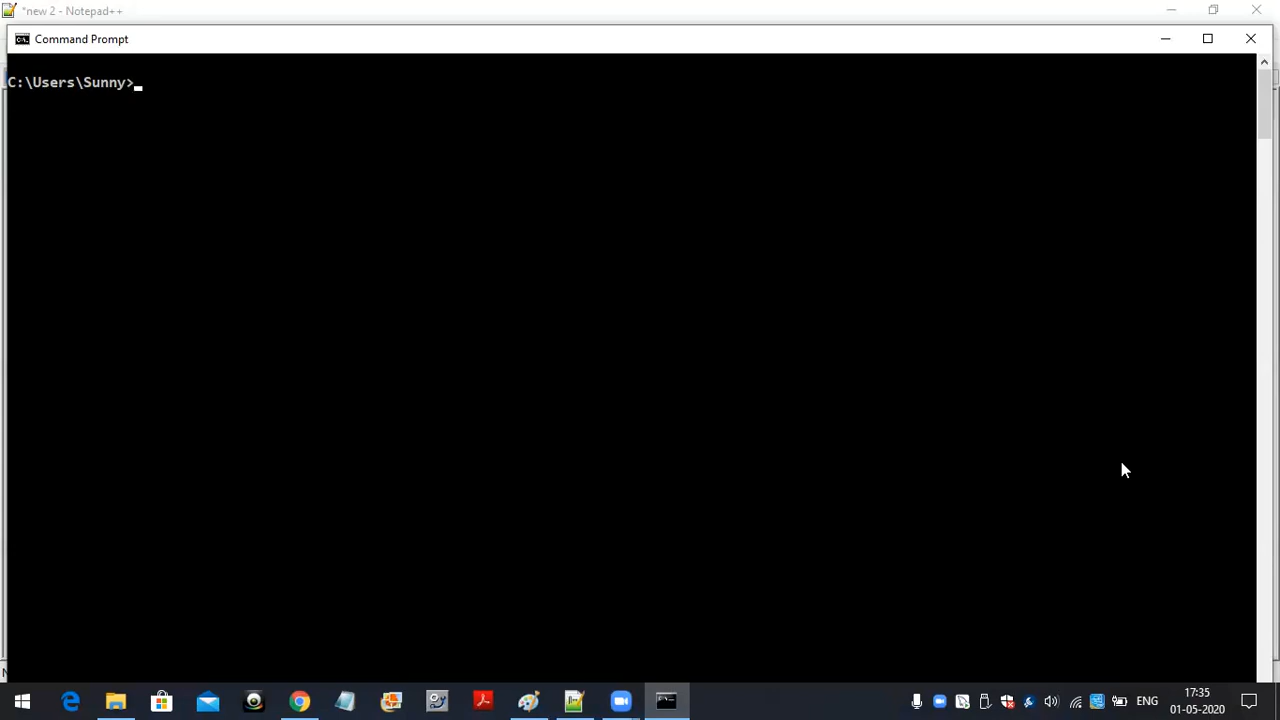 *new 2 - Notepad++
Command Prompt
C:\Users\Sunny>
ENG
17:35
01-05-2020